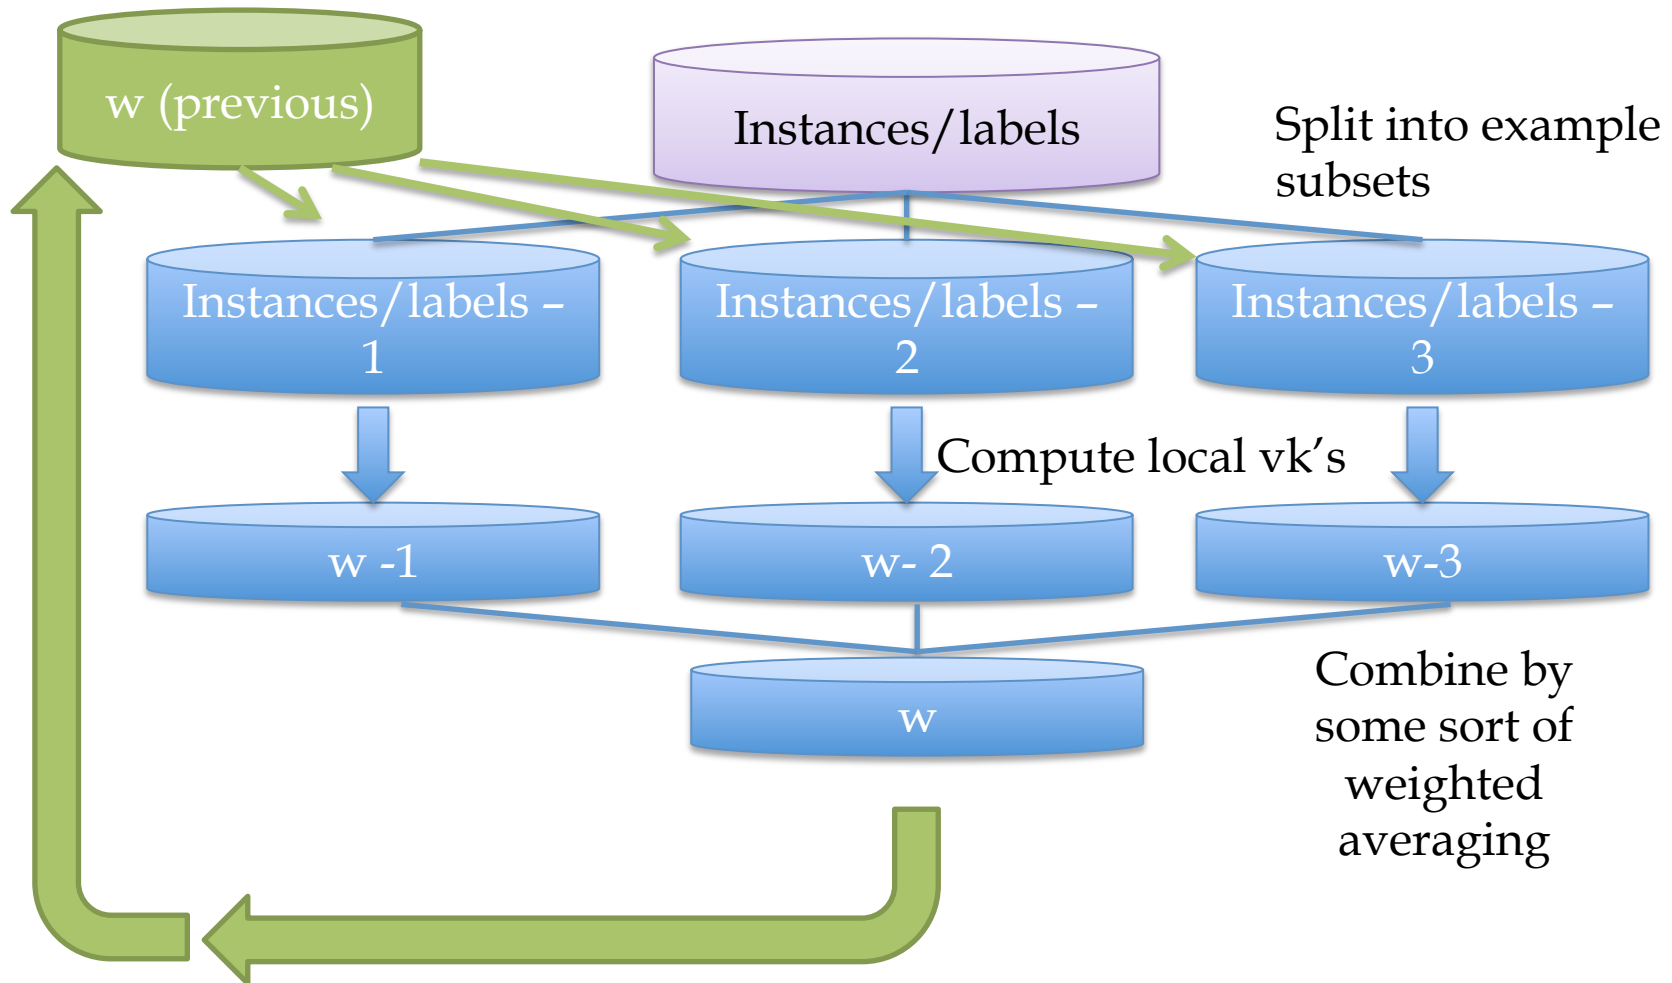 w (previous)
Instances/labels
Split into example
subsets
Instances/labels –
1
Instances/labels –
2
Instances/labels –
3
Compute local vk’s
w -1
w- 2
w-3
w
Combine by
some sort of
weighted
averaging